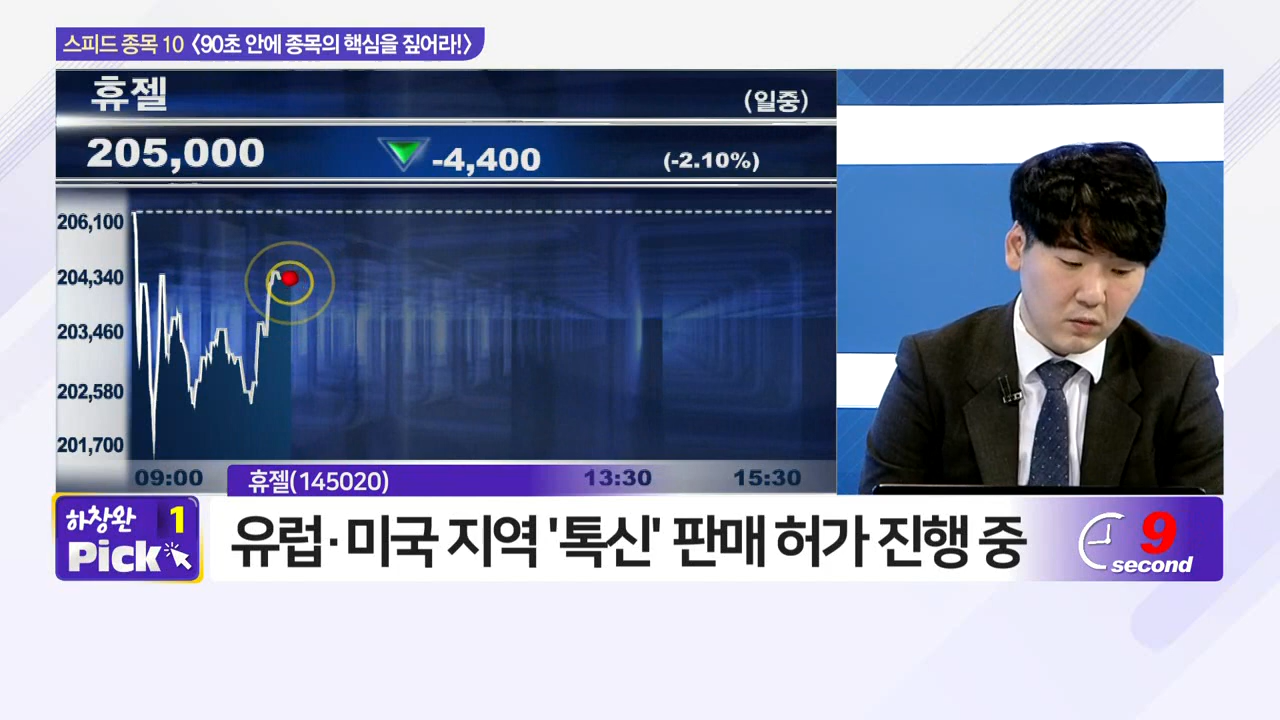 스피드 종목 10 <90초 안에 종목의 핵심을 짚어라!>
휴젤
(일중)
205,000 -4,400 (-2.10%)
206,100
204,340
203,460
202,580
201,700
09:00 13:30 15:30
휴젤(145020)
하창완 1
Pick
유럽·미국 지역 '톡신' 판매 허가 진행 중
9
second